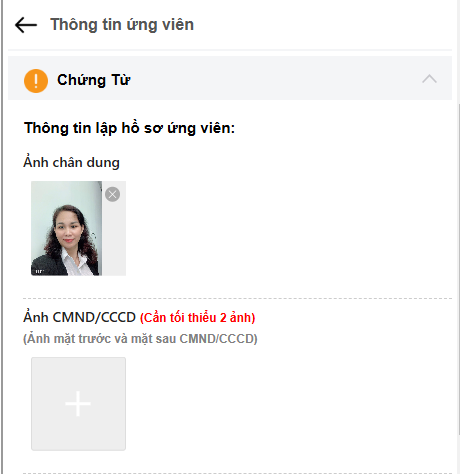 Thông tin ứng viên
Chứng Từ
Thông tin lập hồ sơ ứng viên:
Ảnh chân dung
Ảnh CMND/CCCD (Cần tối thiểu 2 ảnh)
(Ảnh mặt trước và mặt sau CMND/CCCD)